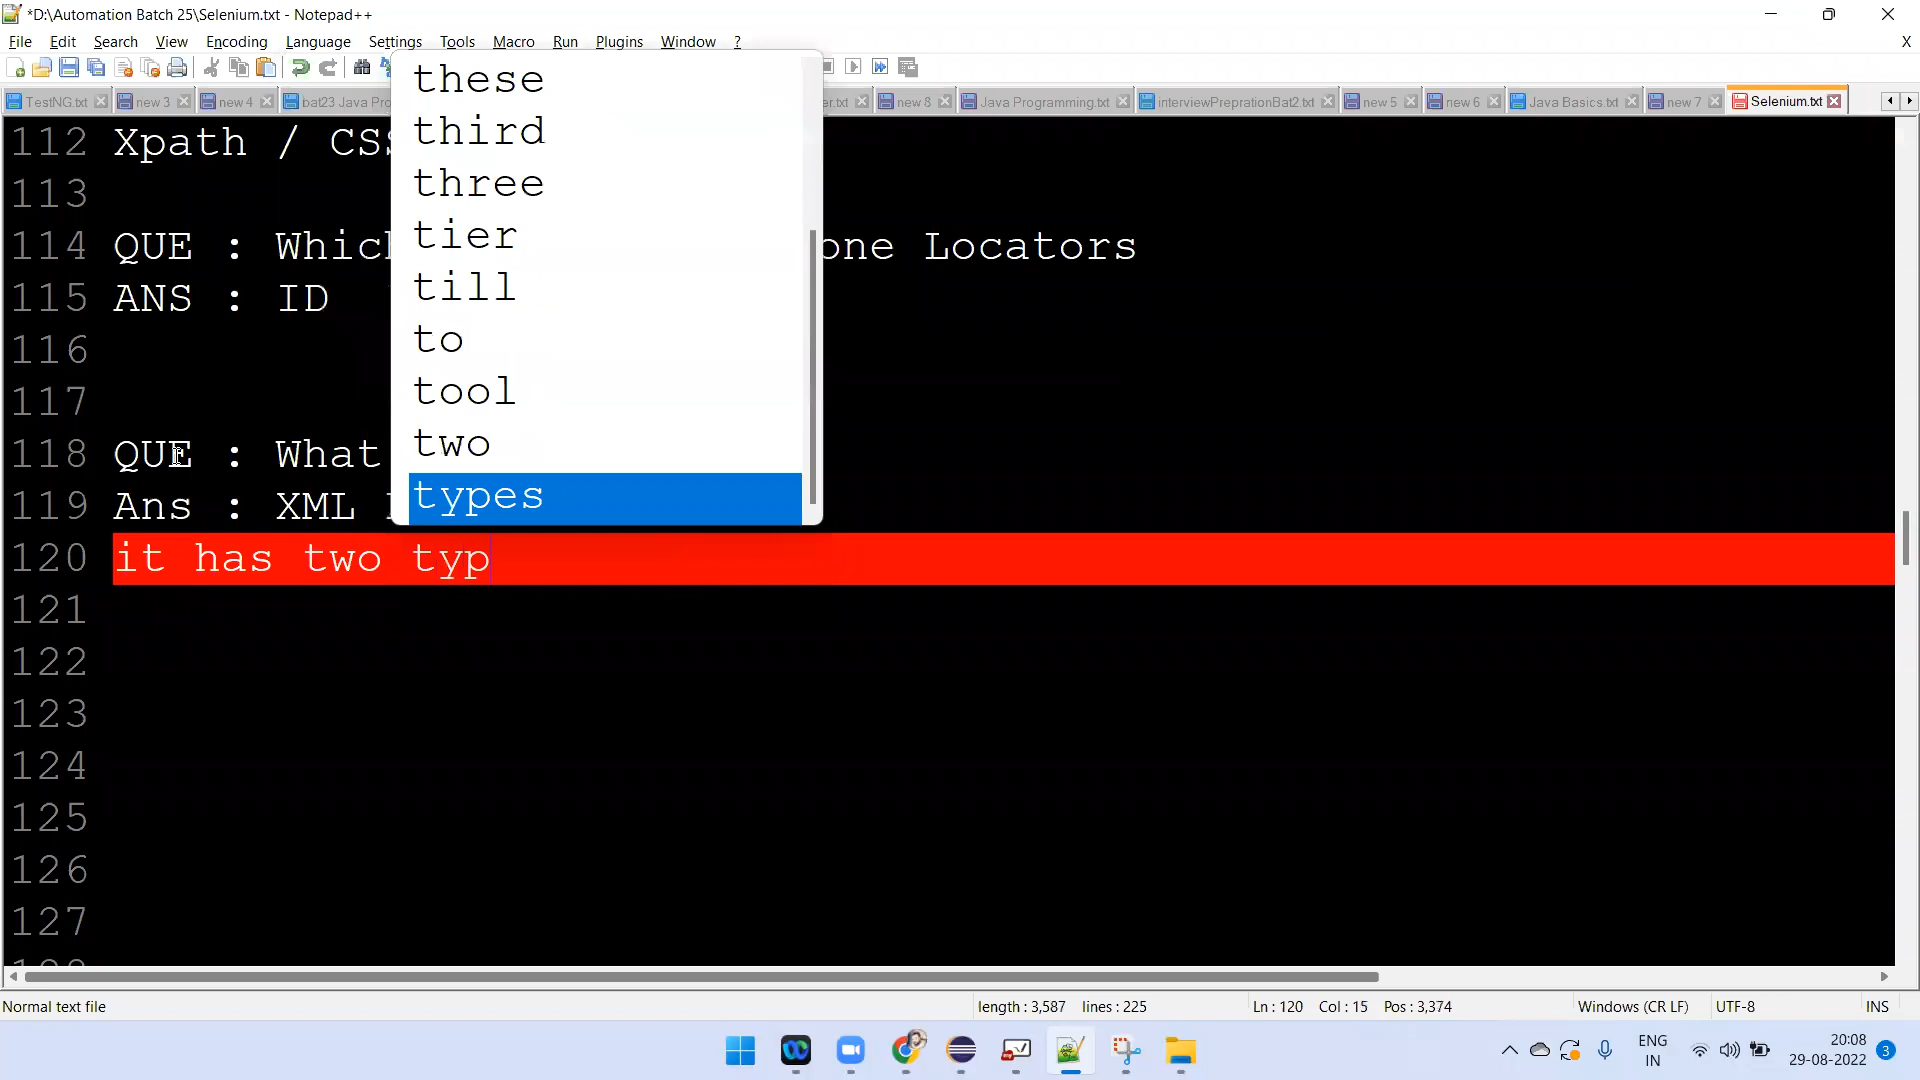 *D:\Automation Batch 25\Selenium.txt - Notepad++
File Edit Search View Encoding Language Settings Tools Macro Run Plugins Window ? X
TestNG.txt new 3 new 4 bat23 Java Pro er.txt new 8 Java Programming.txt interviewPreprationBat2.txt new 5 new 6 Java Basics.txt new 7 Selenium.txt
these
third
three
tier
till
to
tool
two
types
112 Xpath / CSS
113
114 QUE : Which one Locators
115 ANS : ID
116
117
118 QUE : What
119 Ans : XML
120 it has two typ
121
122
123
124
125
126
127
Normal text file length : 3,587 lines : 225 Ln : 120 Col : 15 Pos : 3,374 Windows (CR LF) UTF-8 INS
ENG IN 20:08 29-08-2022 3